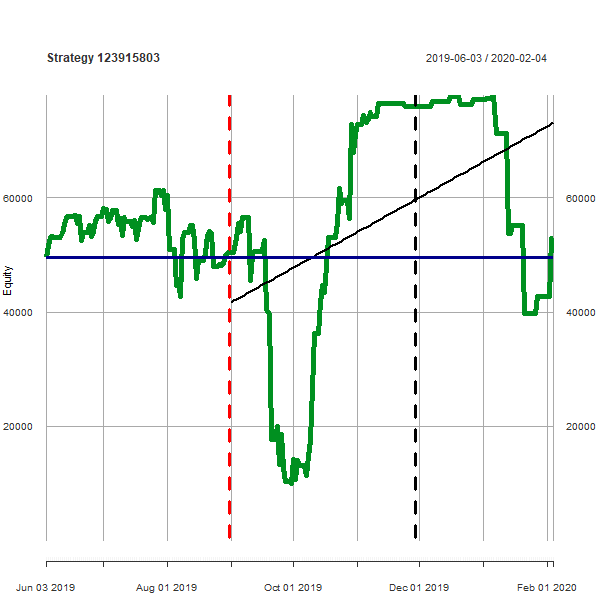 Strategy 123915803
2019-06-03 / 2020-02-04
60000
60000
Equity
40000
40000
20000
20000
Jun 03 2019
Aug 01 2019
Oct 01 2019
Dec 01 2019
Feb 01 2020